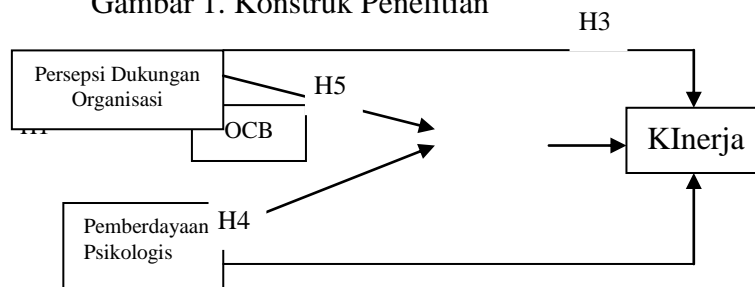 Gambar 1. Konstruk Penelitian
H3
Persepsi Dukungan
Organisasi
H5
OCB
KInerja
Pemberdayaan
Psikologis
H4